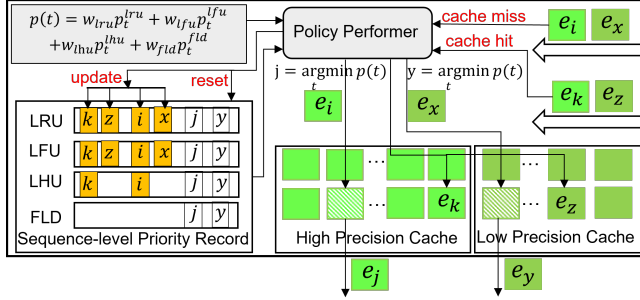 p(t) = w_{lru}p_t^{lru} + w_{lfu}p_t^{lfu}
+w_{lhu}p_t^{lhu} + w_{fld}p_t^{fld}
Policy Performer
cache miss
e_i e_x
cache hit
e_k e_z
update
reset
j = argmin_t p(t)
y = argmin_t p(t)
e_i
e_x
LRU k z i x j y
LFU k z i x j y
LHU k i
FLD j y
Sequence-level Priority Record
...
...
... e_k
... e_z
High Precision Cache
Low Precision Cache
e_j
e_y